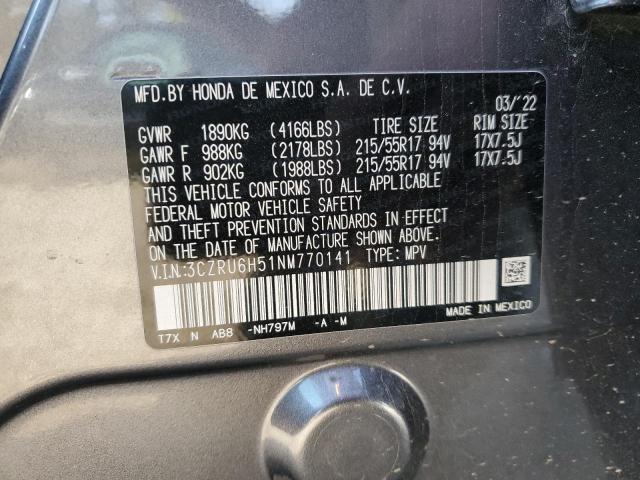 MFD.BY HONDA DE MEXICO S.A. DE C.V.
03/'22
GVWR 1890KG (4166LBS) TIRE SIZE RIM SIZE
GAWR F 988KG (2178LBS) 215/55R17 94V 17X7.5J
GAWR R 902KG (1988LBS) 215/55R17 94V 17X7.5J
THIS VEHICLE CONFORMS TO ALL APPLICABLE
FEDERAL MOTOR VEHICLE SAFETY
AND THEFT PREVENTION STANDARDS IN EFFECT
ON THE DATE OF MANUFACTURE SHOWN ABOVE.
V.I.N:3CZRU6H51NM770141 TYPE: MPV
T7X N AB8 -NH797M -A -M
MADE IN MEXICO